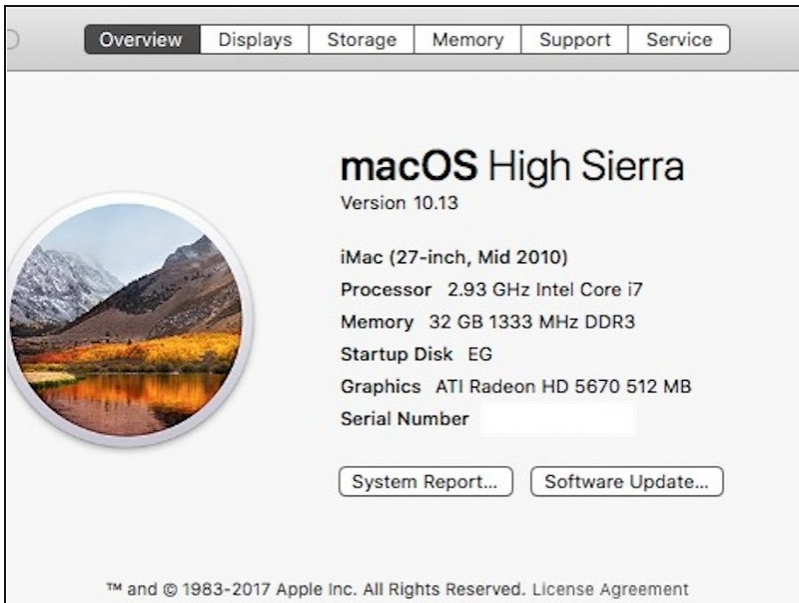 Overview Displays Storage Memory Support Service
macOS High Sierra
Version 10.13
iMac (27-inch, Mid 2010)
Processor 2.93 GHz Intel Core i7
Memory 32 GB 1333 MHz DDR3
Startup Disk EG
Graphics ATI Radeon HD 5670 512 MB
Serial Number
System Report... Software Update...
™ and © 1983-2017 Apple Inc. All Rights Reserved. License Agreement